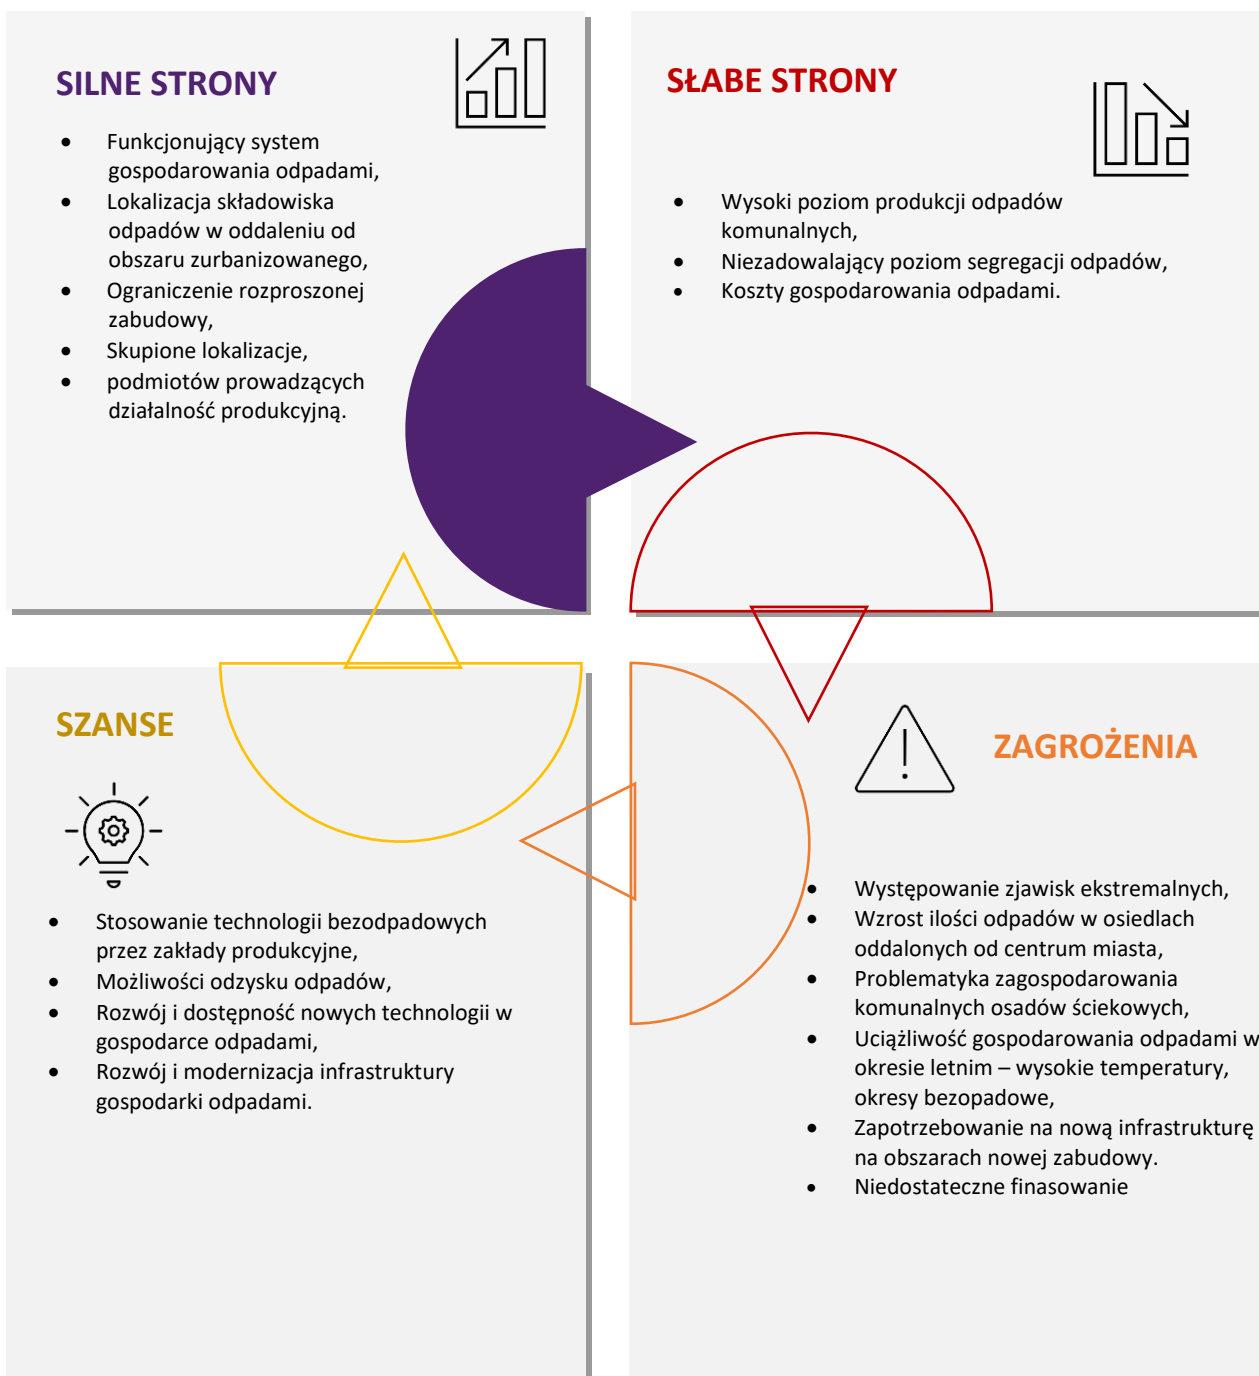 SILNE STRONY
• Funkcjonujący system
gospodarowania odpadami,
• Lokalizacja składowiska
odpadów w oddaleniu od
obszaru zurbanizowanego,
• Ograniczenie rozproszonej
zabudowy,
• Skupione lokalizacje,
• podmiotów prowadzących
działalność produkcyjną.
SŁABE STRONY
• Wysoki poziom produkcji odpadów
komunalnych,
• Niezadowalający poziom segregacji odpadów,
• Koszty gospodarowania odpadami.
SZANSE
• Stosowanie technologii bezodpadowych
przez zakłady produkcyjne,
• Możliwości odzysku odpadów,
• Rozwój i dostępność nowych technologii w
gospodarce odpadami,
• Rozwój i modernizacja infrastruktury
gospodarki odpadami.
ZAGROŻENIA
• Występowanie zjawisk ekstremalnych,
• Wzrost ilości odpadów w osiedlach
oddalonych od centrum miasta,
• Problematyka zagospodarowania
komunalnych osadów ściekowych,
• Uciążliwość gospodarowania odpadami w
okresie letnim – wysokie temperatury,
okresy bezopadowe,
• Zapotrzebowanie na nową infrastrukturę
na obszarach nowej zabudowy.
• Niedostateczne finasowanie